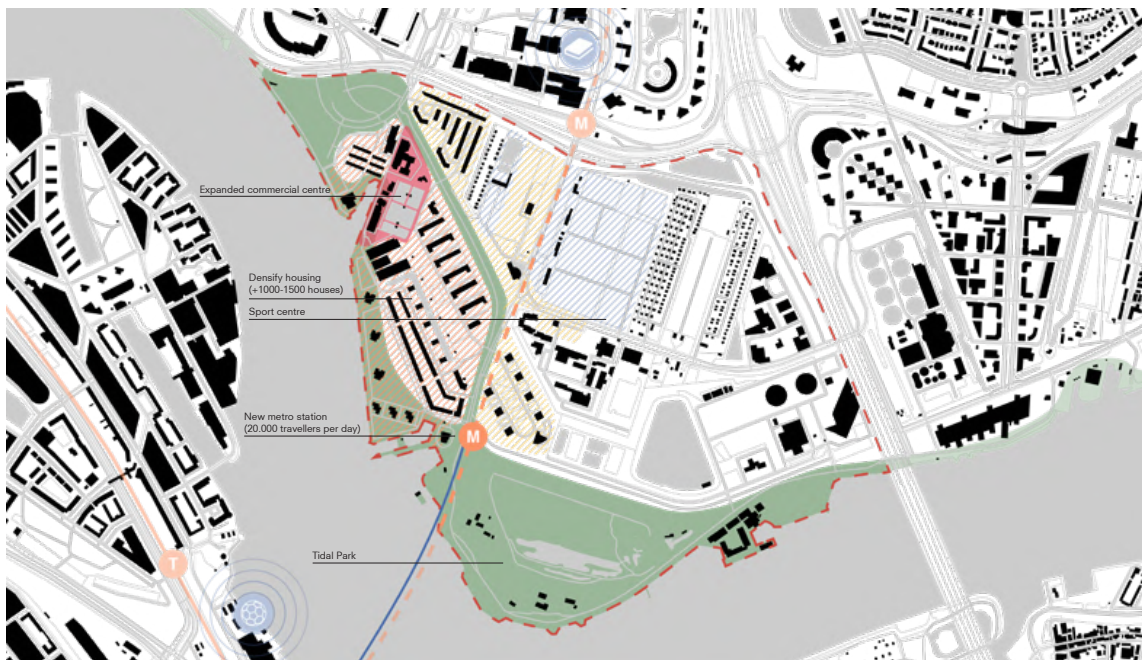 M
Expanded commercial centre
Densify housing
(+1000-1500 houses)
Sport centre
New metro station
(20.000 travellers per day)
M
Tidal Park
T